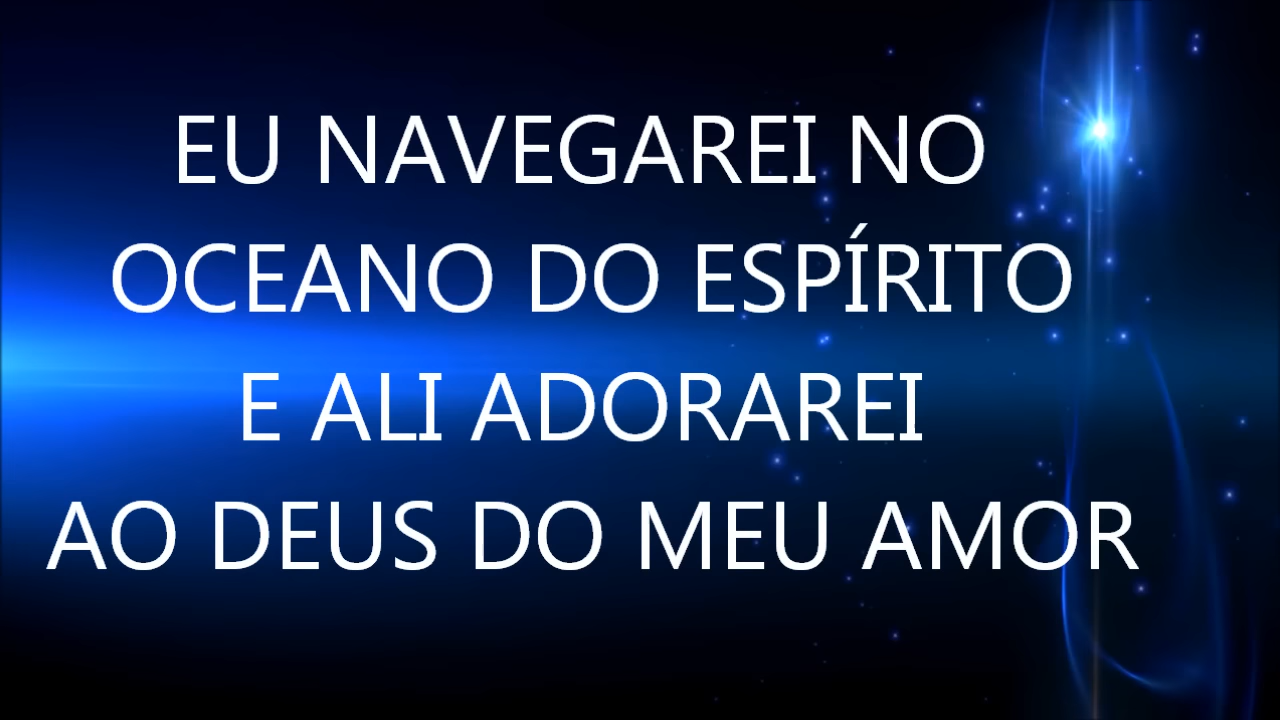 EU NAVEGAREI NO
OCEANO DO ESPÍRITO
E ALI ADORAREI
AO DEUS DO MEU AMOR